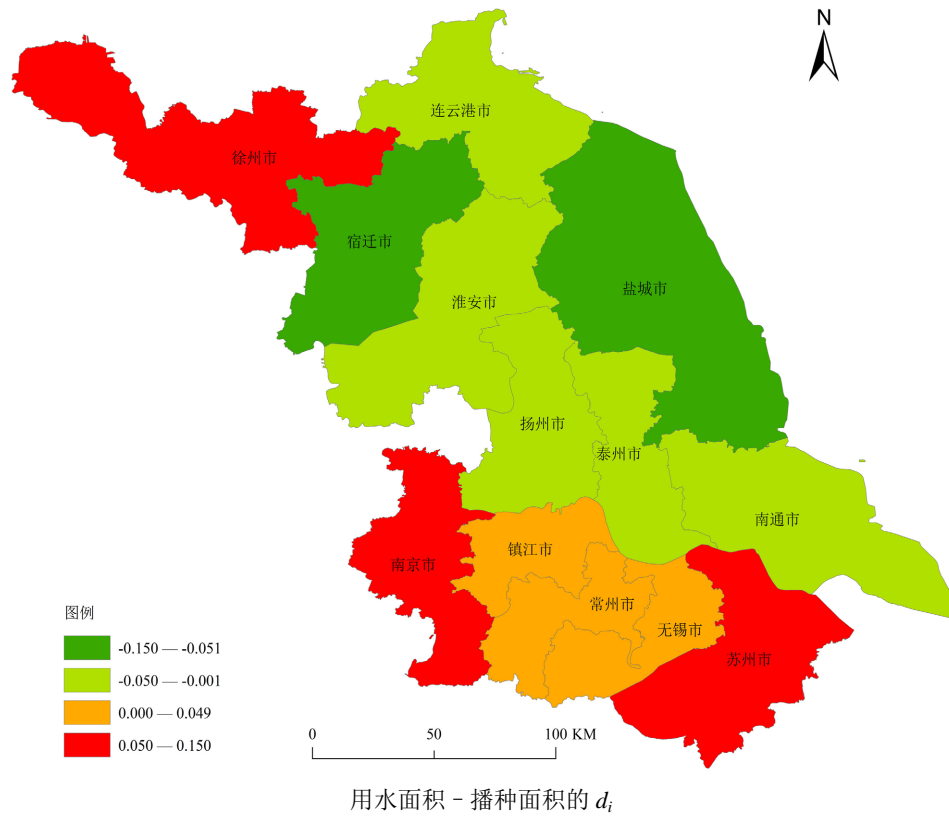 N
连云港市
徐州市
宿迁市
盐城市
淮安市
扬州市
泰州市
南通市
镇江市
南京市
常州市
无锡市
苏州市
图例
-0.150 — -0.051
-0.050 — -0.001
0.000 — 0.049
0.050 — 0.150
0 50 100 KM
用水面积 - 播种面积的 di